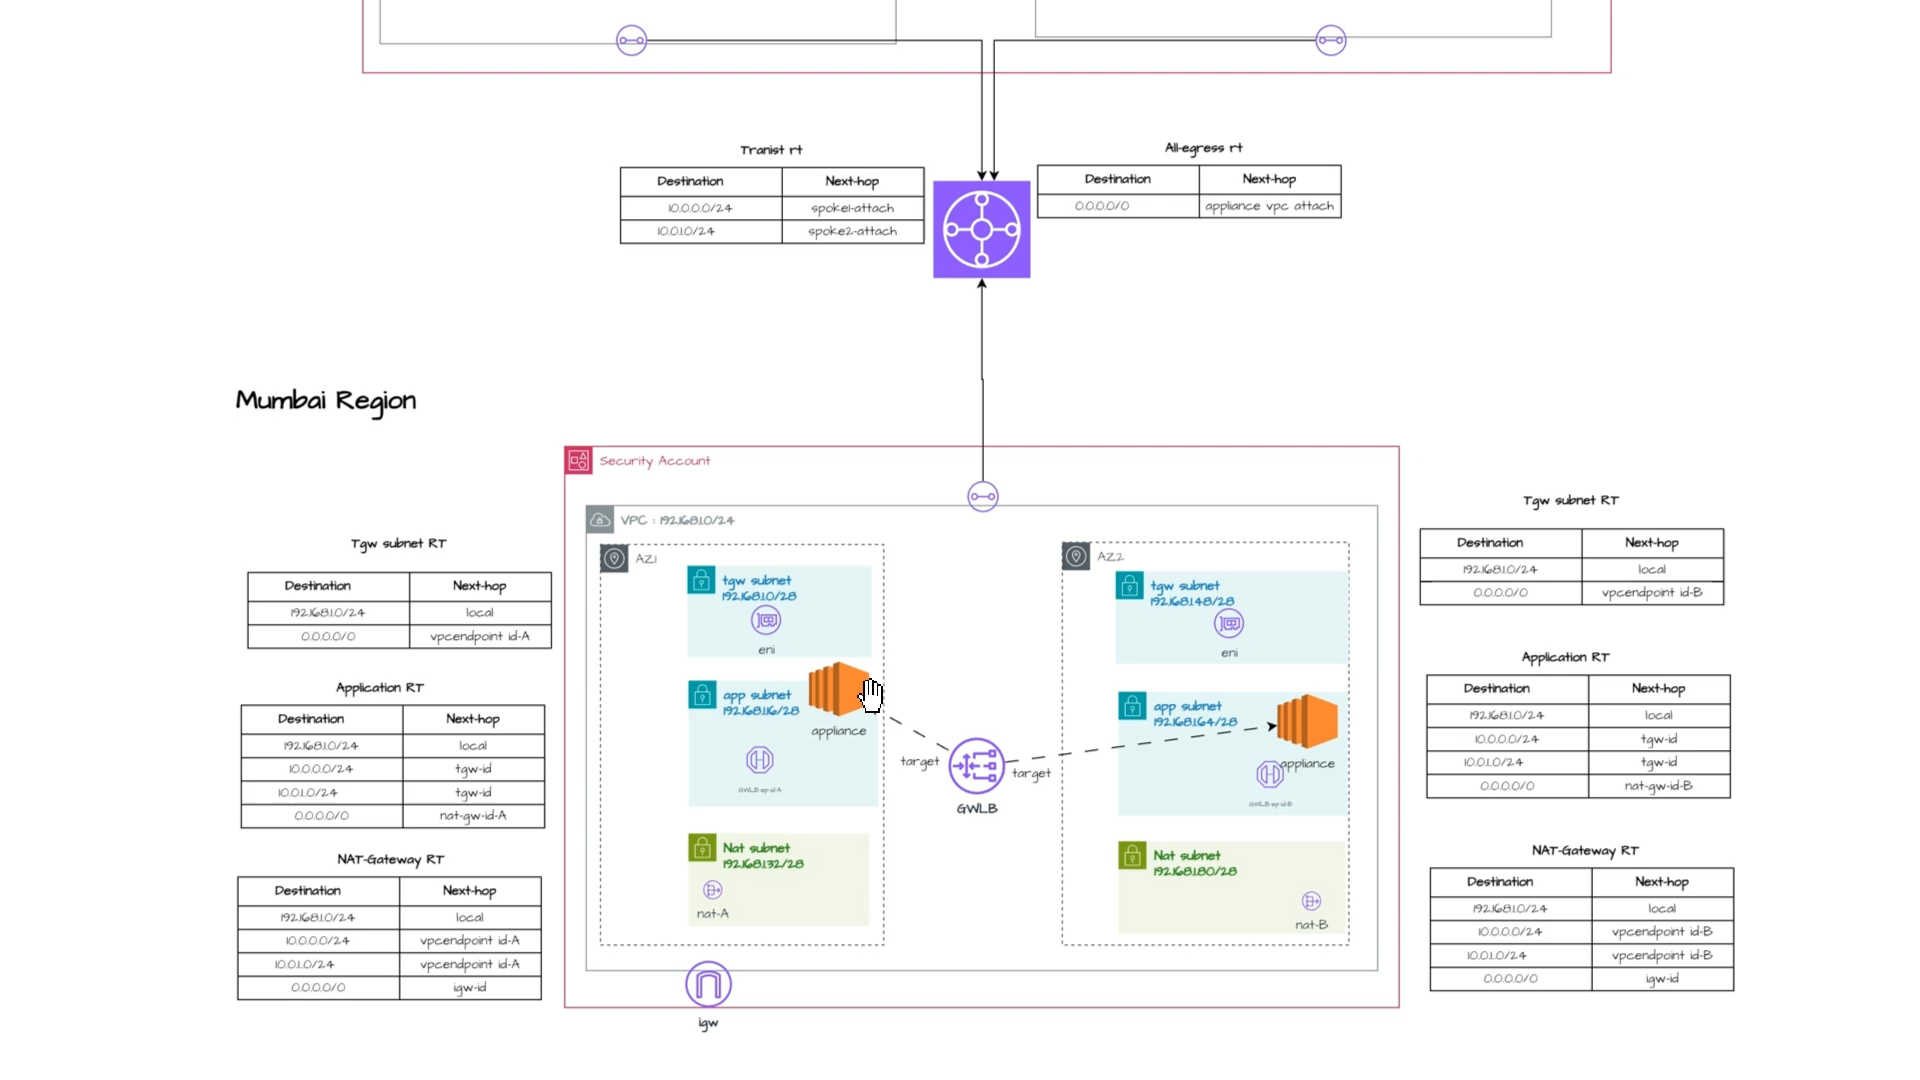 Tranist rt
Destination Next-hop
10.0.0.0/24 spoke1-attach
10.0.1.0/24 spoke2-attach
All-egress rt
Destination Next-hop
0.0.0.0/0 appliance vpc attach
Mumbai Region
Security Account
VPC : 192.168.1.0/24
Tgw subnet RT
Destination Next-hop
192.168.1.0/24 local
0.0.0.0/0 vpcendpoint id-A
Application RT
Destination Next-hop
192.168.1.0/24 local
10.0.0.0/24 tgw-id
10.0.1.0/24 tgw-id
0.0.0.0/0 nat-gw-id-A
NAT-Gateway RT
Destination Next-hop
192.168.1.0/24 local
10.0.0.0/24 vpcendpoint id-A
10.0.1.0/24 vpcendpoint id-A
0.0.0.0/0 igw-id
AZ1
tgw subnet
192.168.1.0/28
eni
app subnet
192.168.1.16/28
appliance
GWLB-ep-id-A
Nat subnet
192.168.1.32/28
nat-A
igw
target
target
GWLB
AZ2
tgw subnet
192.168.1.48/28
eni
app subnet
192.168.1.64/28
appliance
GWLB-ep-id-B
Nat subnet
192.168.1.80/28
nat-B
Tgw subnet RT
Destination Next-hop
192.168.1.0/24 local
0.0.0.0/0 vpcendpoint id-B
Application RT
Destination Next-hop
192.168.1.0/24 local
10.0.0.0/24 tgw-id
10.0.1.0/24 tgw-id
0.0.0.0/0 nat-gw-id-B
NAT-Gateway RT
Destination Next-hop
192.168.1.0/24 local
10.0.0.0/24 vpcendpoint id-B
10.0.1.0/24 vpcendpoint id-B
0.0.0.0/0 igw-id